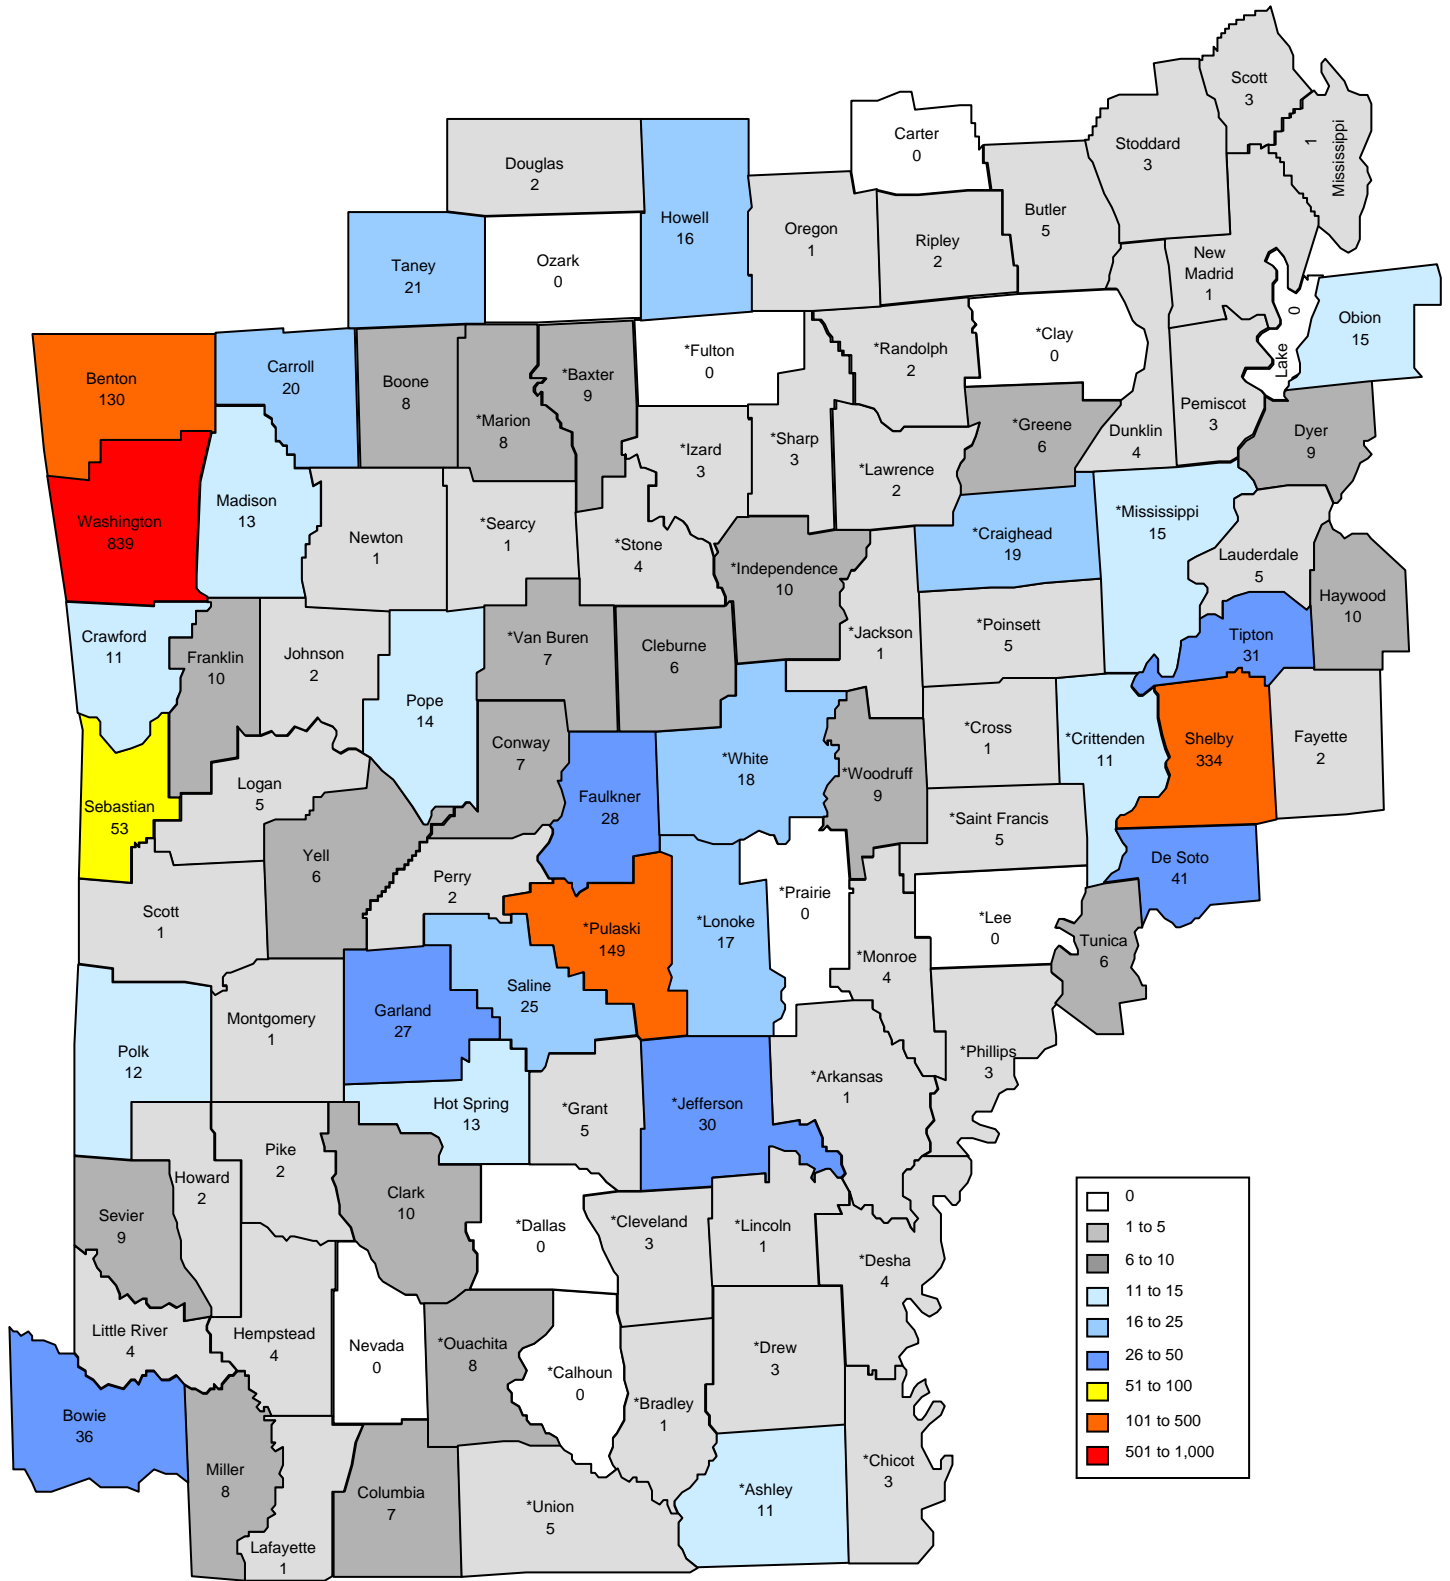 Scott
3
Mississippi
1
Stoddard
3
Carter
0
Douglas
2
Howell
16
Oregon
1
Ripley
2
Butler
5
New
Madrid
1
Taney
21
Ozark
0
Lake 0
Obion
15
Benton
130
Carroll
20
Boone
8
*Marion
8
*Baxter
9
*Fulton
0
*Randolph
2
*Clay
0
Pemiscot
3
Dunklin
4
Dyer
9
*Izard
3
*Sharp
3
*Lawrence
2
*Greene
6
Washington
839
Madison
13
Newton
1
*Searcy
1
*Stone
4
*Independence
10
*Craighead
19
*Mississippi
15
Lauderdale
5
Haywood
10
Crawford
11
Franklin
10
Johnson
2
Pope
14
*Van Buren
7
Cleburne
6
*Jackson
1
*Poinsett
5
Tipton
31
Sebastian
53
Logan
5
Conway
7
Faulkner
28
*White
18
*Woodruff
9
*Cross
1
*Crittenden
11
Shelby
334
Fayette
2
*Saint Francis
5
Yell
6
Perry
2
De Soto
41
Scott
1
*Pulaski
149
*Lonoke
17
*Prairie
0
*Lee
0
*Monroe
4
Tunica
6
Saline
25
Garland
27
Montgomery
1
Polk
12
*Phillips
3
*Arkansas
1
Hot Spring
13
*Grant
5
*Jefferson
30
Pike
2
Howard
2
Clark
10
Sevier
9
*Dallas
0
*Cleveland
3
*Lincoln
1
*Desha
4
Little River
4
Hempstead
4
Nevada
0
*Ouachita
8
*Calhoun
0
*Drew
3
*Bradley
1
Bowie
36
Miller
8
Lafayette
1
Columbia
7
*Union
5
*Ashley
11
*Chicot
3
0
1 to 5
6 to 10
11 to 15
16 to 25
26 to 50
51 to 100
101 to 500
501 to 1,000